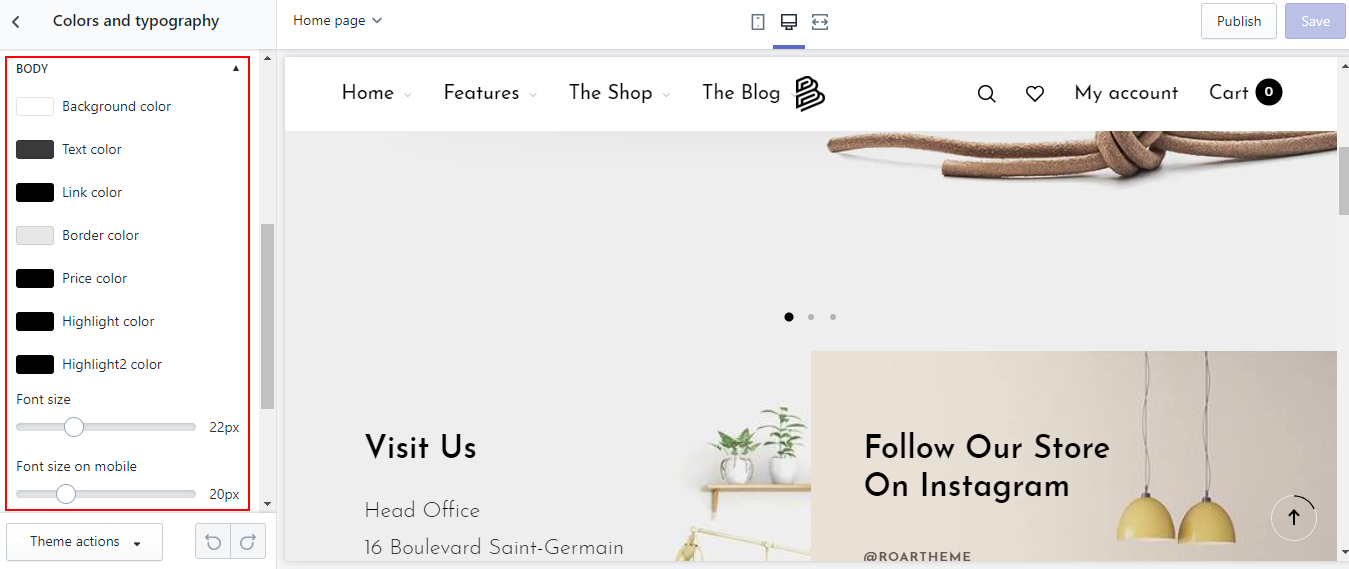 Colors and typography
Home page
Publish
Save
BODY
Background color
Text color
Link color
Border color
Price color
Highlight color
Highlight2 color
Font size
22px
Font size on mobile
20px
Theme actions
Home
Features
The Shop
The Blog
My account
Cart 0
Visit Us
Head Office
16 Boulevard Saint-Germain
Follow Our Store
On Instagram
@ROARTHEME